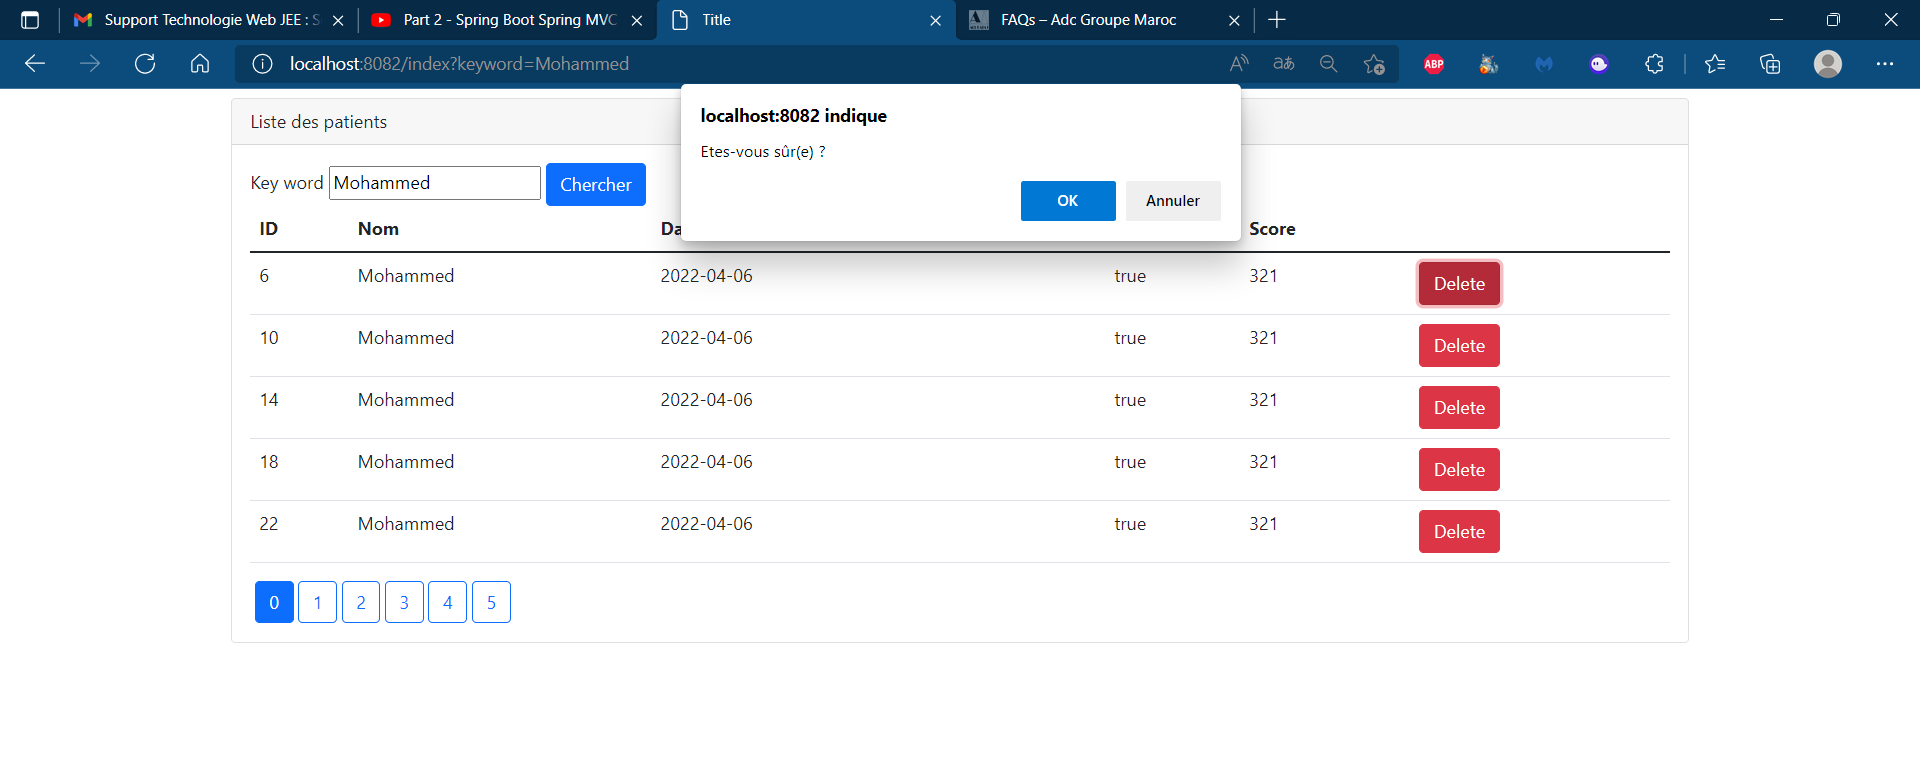 Support Technologie Web JEE : S
Part 2 - Spring Boot Spring MVC
Title
FAQs – Adc Groupe Maroc
localhost:8082/index?keyword=Mohammed
aあ
ABP
localhost:8082 indique
Etes-vous sûr(e) ?
OK Annuler
Liste des patients
Key word Mohammed Chercher
ID Nom Da Score
6 Mohammed 2022-04-06 true 321 Delete
10 Mohammed 2022-04-06 true 321 Delete
14 Mohammed 2022-04-06 true 321 Delete
18 Mohammed 2022-04-06 true 321 Delete
22 Mohammed 2022-04-06 true 321 Delete
0 1 2 3 4 5